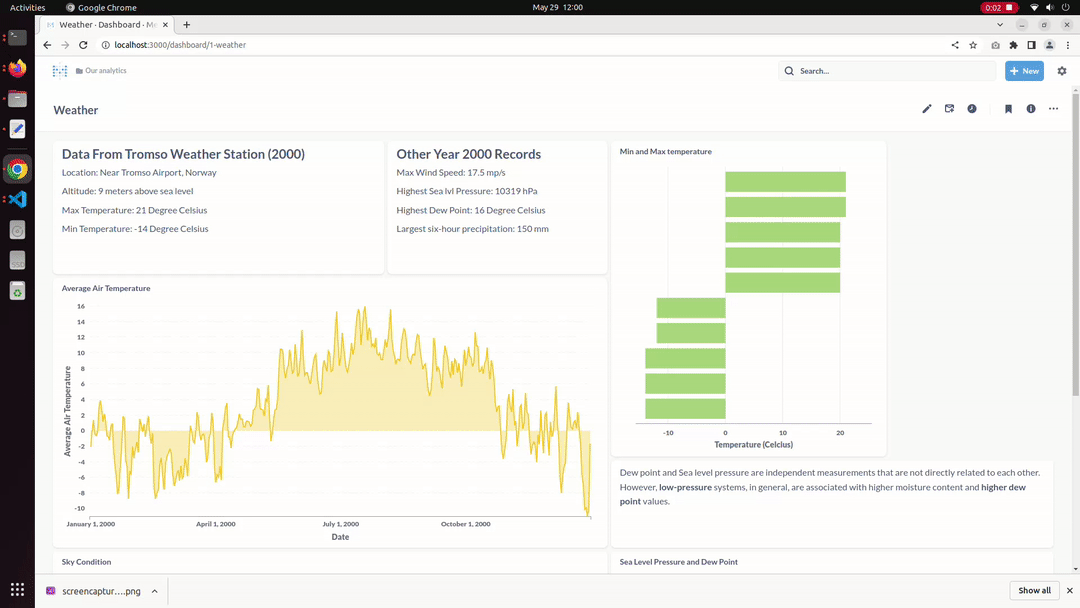 Activities
Google Chrome
May 29 12:00
0:02
Weather · Dashboard · Me
localhost:3000/dashboard/1-weather
Our analytics
Search...
+ New
Weather
Data From Tromso Weather Station (2000)
Location: Near Tromso Airport, Norway
Altitude: 9 meters above sea level
Max Temperature: 21 Degree Celsius
Min Temperature: -14 Degree Celsius
Other Year 2000 Records
Max Wind Speed: 17.5 mp/s
Highest Sea lvl Pressure: 10319 hPa
Highest Dew Point: 16 Degree Celsius
Largest six-hour precipitation: 150 mm
Min and Max temperature
-10 0 10 20
Temperature (Celcius)
Average Air Temperature
16
14
12
10
8
6
4
2
0
-2
-4
-6
-8
-10
Average Air Temperature
January 1, 2000 April 1, 2000 July 1, 2000 October 1, 2000
Date
Dew point and Sea level pressure are independent measurements that are not directly related to each other.
However, low-pressure systems, in general, are associated with higher moisture content and higher dew
point values.
Sky Condition
Sea Level Pressure and Dew Point
screencaptur....png
Show all